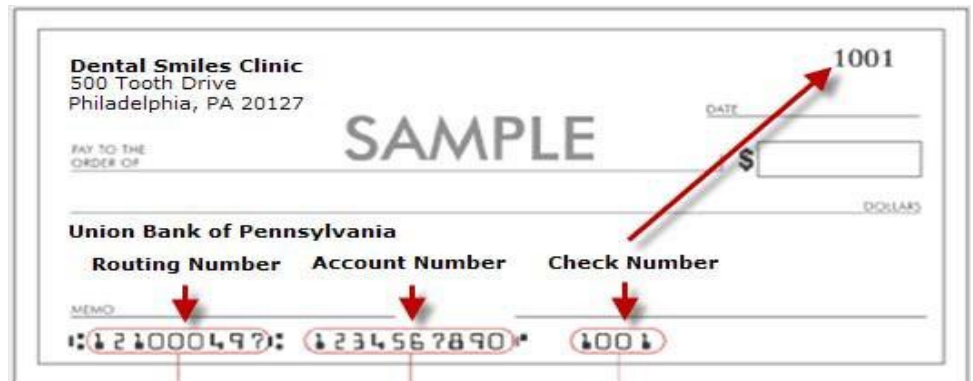 Dental Smiles Clinic
1001
500 Tooth Drive
Philadelphia, PA 20127
DATE
SAMPLE
PAY TO THE
ORDER OF
$
DOLLARS
Union Bank of Pennsylvania
Routing Number Account Number Check Number
MEMO
⑆121000497⑆ 1234567890⑈ 1001